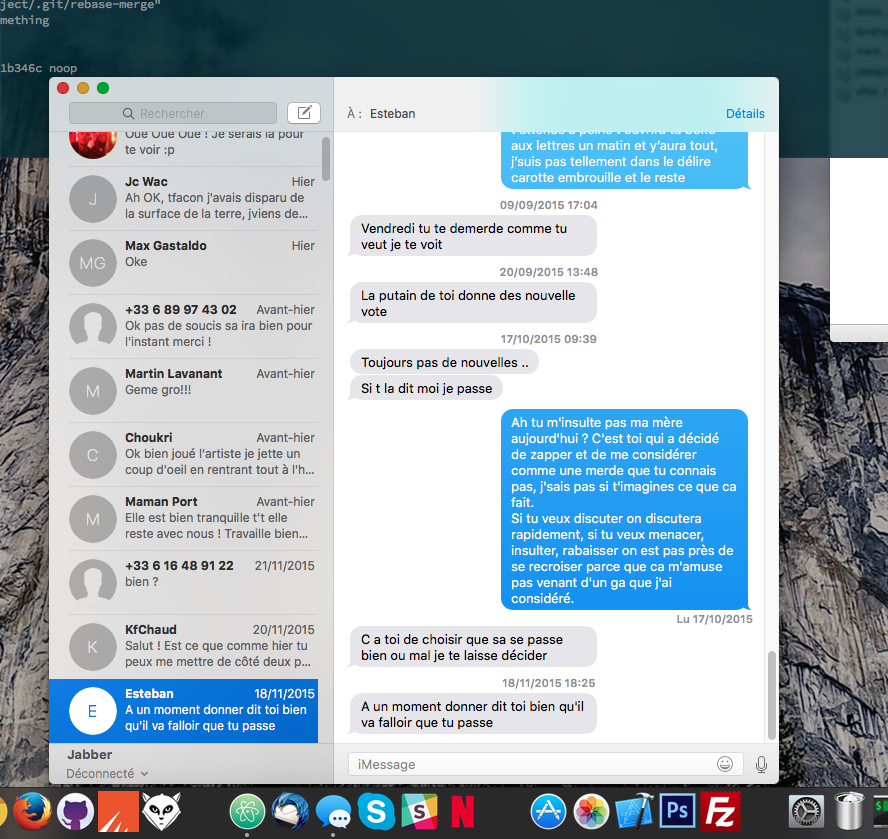 ject/.git/rebase-merge"
mething
1b346c noop
Rechercher
Oue Oue Oue ! Je serais la pour
te voir :p
Jc Wac
Hier
Ah OK, tfacon j'avais disparu de
la surface de la terre, jviens de...
Max Gastaldo
Hier
Oke
MG
J
+33 6 89 97 43 02
Avant-hier
Ok pas de soucis sa ira bien pour
l'instant merci !
Martin Lavanant
Avant-hier
Geme gro!!!
M
Choukri
Avant-hier
Ok bien joué l'artiste je jette un
coup d'oeil en rentrant tout à l'h...
C
Maman Port
Avant-hier
Elle est bien tranquille t't elle
reste avec nous ! Travaille bien...
M
+33 6 16 48 91 22
21/11/2015
bien ?
KfChaud
20/11/2015
Salut ! Est ce que comme hier tu
peux me mettre de côté deux p...
K
Esteban
18/11/2015
A un moment donner dit toi bien
qu'il va falloir que tu passe
E
Jabber
Déconnecté
À : Esteban
Détails
t'attends à peine t'ouvrira ta boite
aux lettres un matin et y'aura tout,
j'suis pas tellement dans le délire
carotte embrouille et le reste
09/09/2015 17:04
Vendredi tu te demerde comme tu
veut je te voit
20/09/2015 13:48
La putain de toi donne des nouvelle
vote
17/10/2015 09:39
Toujours pas de nouvelles ..
Si t la dit moi je passe
Ah tu m'insulte pas ma mère
aujourd'hui ? C'est toi qui a décidé
de zapper et de me considérer
comme une merde que tu connais
pas, j'sais pas si t'imagines ce que ca
fait.
Si tu veux discuter on discutera
rapidement, si tu veux menacer,
insulter, rabaisser on est pas près de
se recroiser parce que ca m'amuse
pas venant d'un ga que j'ai
considéré.
Lu 17/10/2015
C a toi de choisir que sa se passe
bien ou mal je te laisse décider
18/11/2015 18:25
A un moment donner dit toi bien qu'il
va falloir que tu passe
iMessage
S
N
Ps
Fz